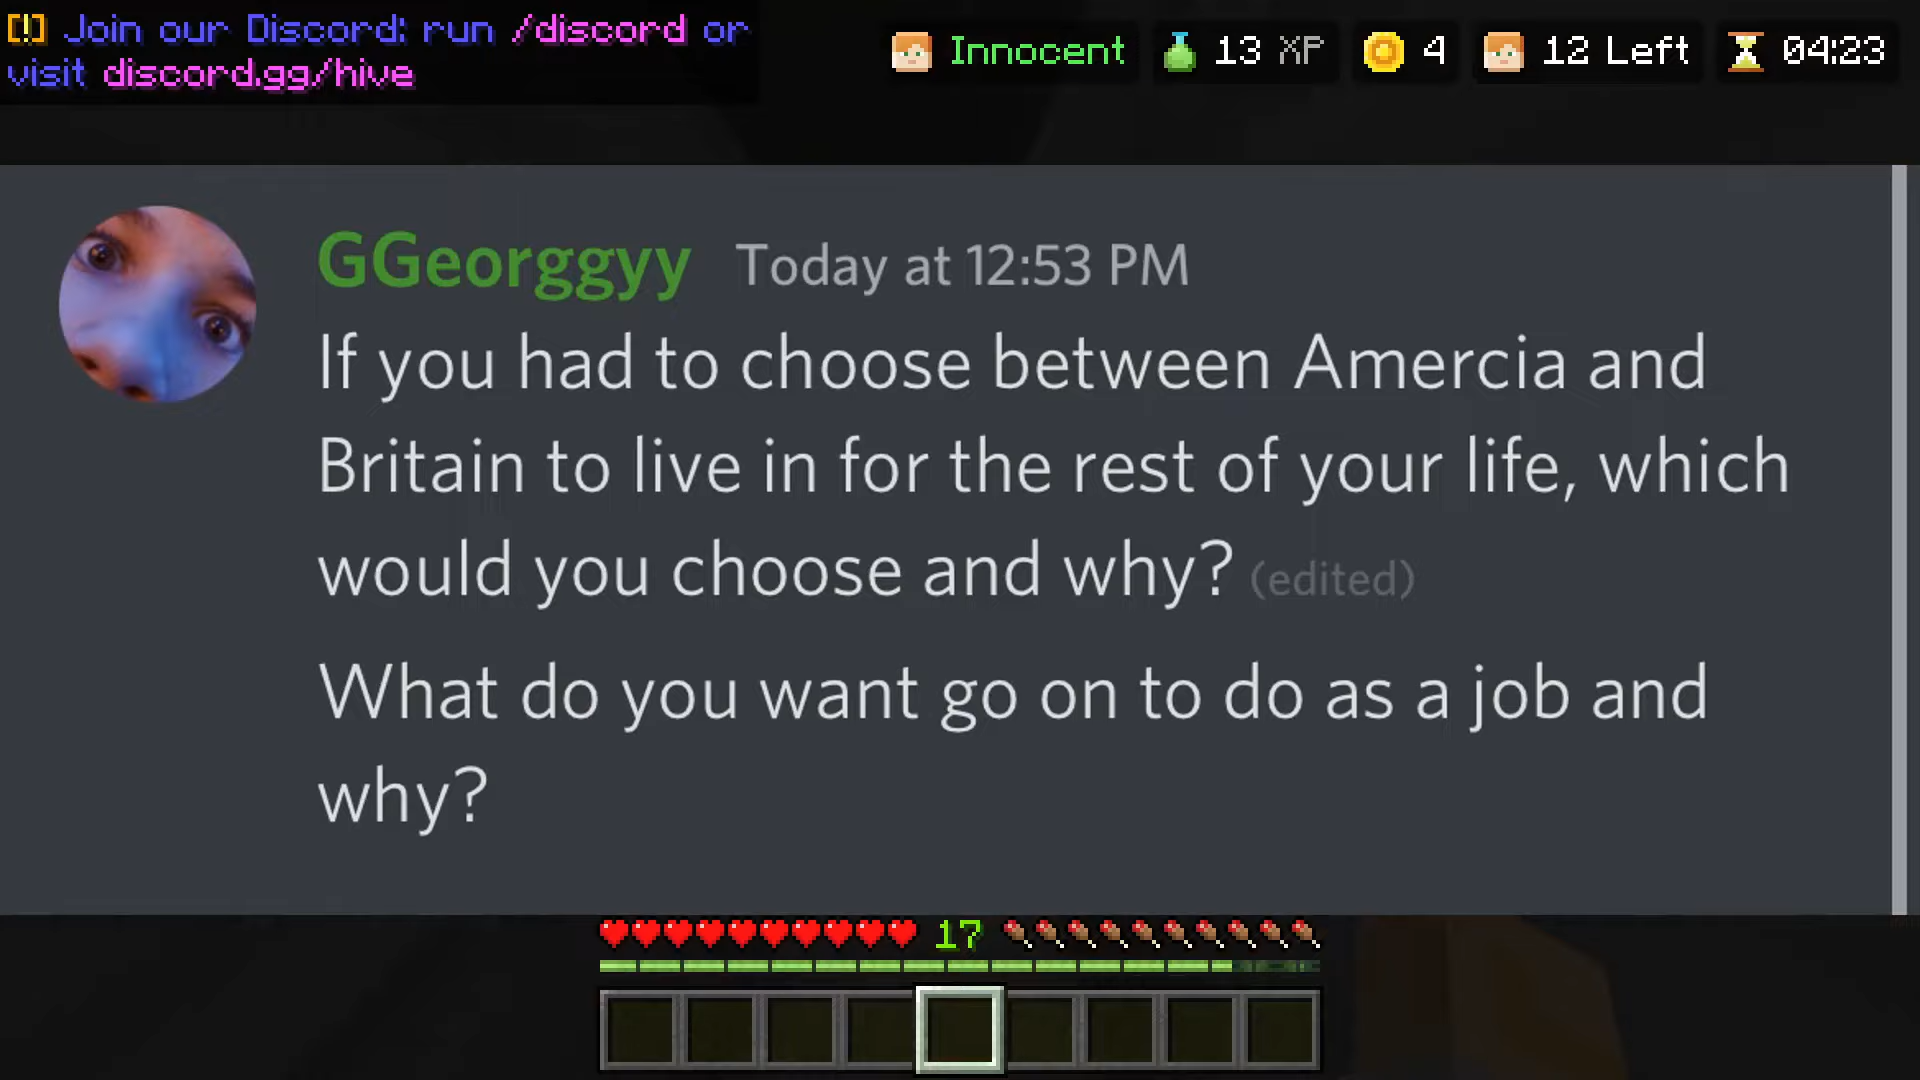 [!] Join our Discord: run /discord or
visit discord.gg/hive
Innocent 13 XP 4 12 Left 04:23
GGeorggyy Today at 12:53 PM
If you had to choose between Amercia and
Britain to live in for the rest of your life, which
would you choose and why? (edited)
What do you want go on to do as a job and
why?
17